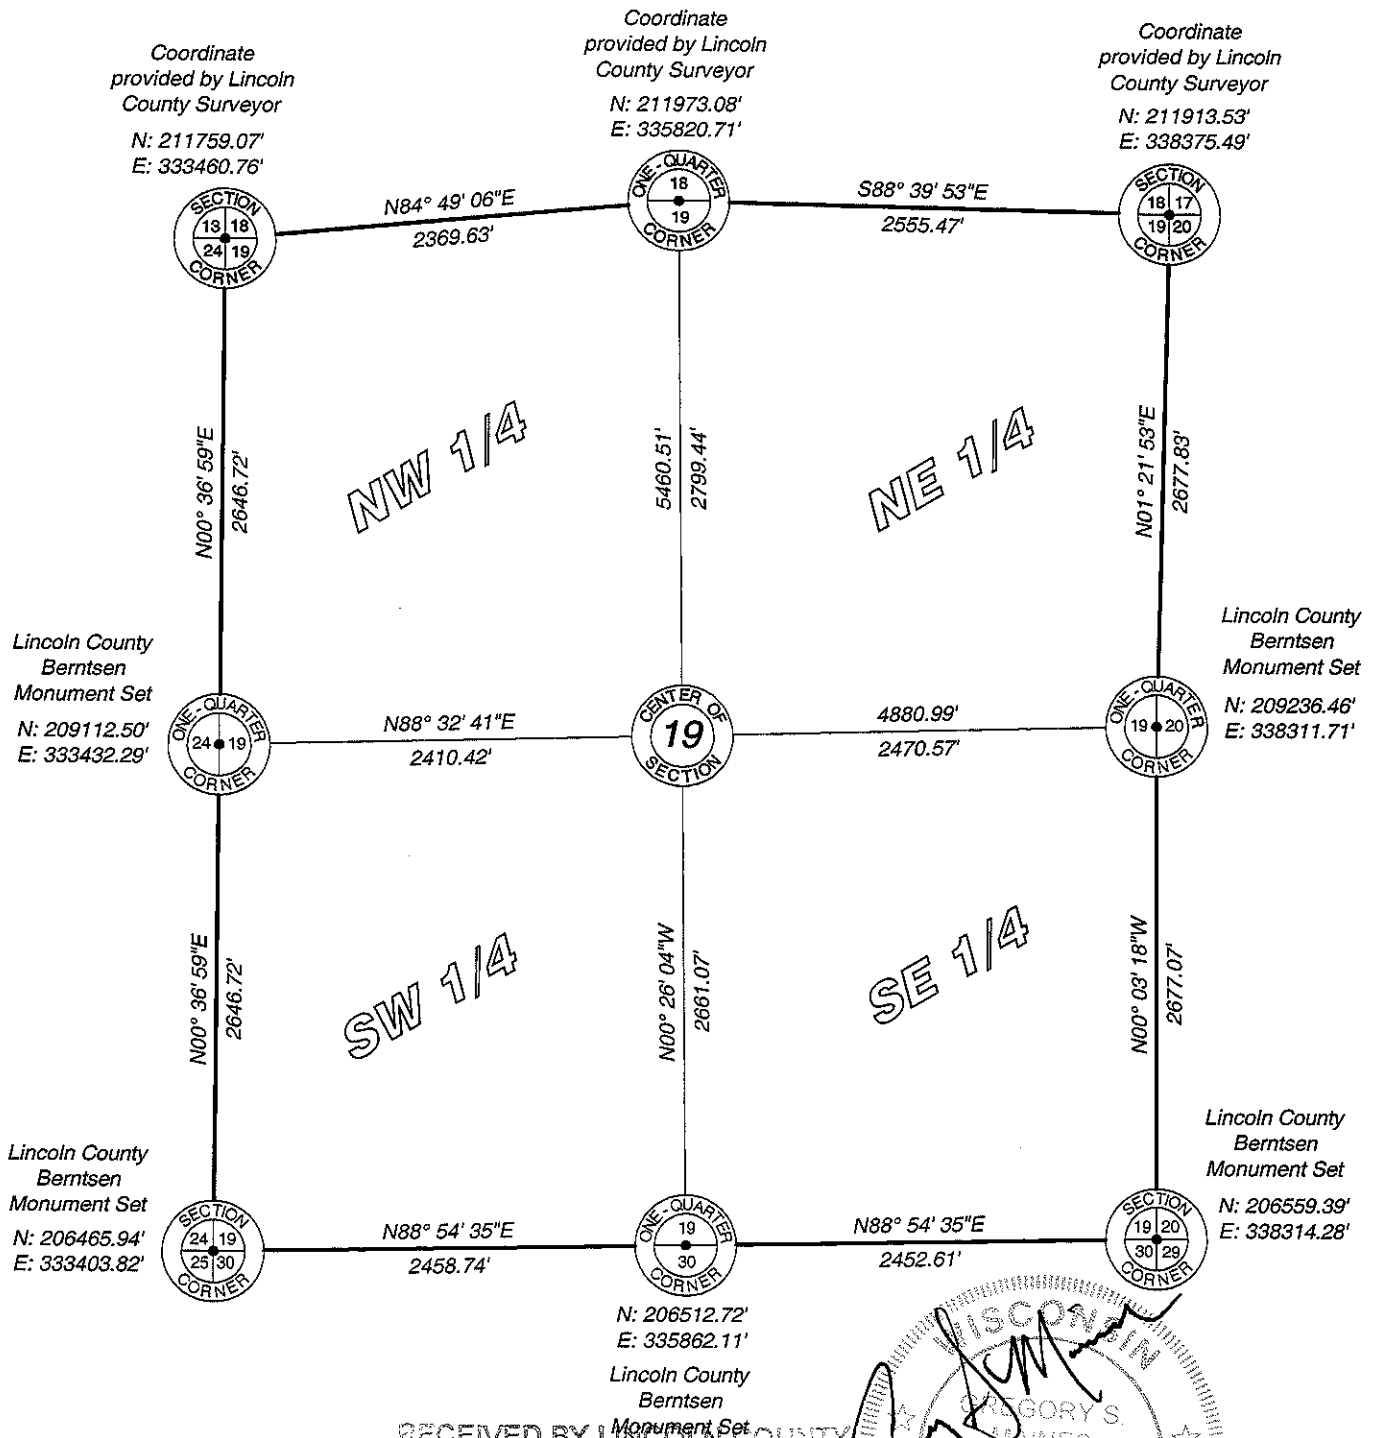 Coordinate
provided by Lincoln
County Surveyor
N: 211759.07'
E: 333460.76'
Coordinate
provided by Lincoln
County Surveyor
N: 211973.08'
E: 335820.71'
Coordinate
provided by Lincoln
County Surveyor
N: 211913.53'
E: 338375.49'
SECTION
13 18
24 19
CORNER
N84° 49' 06"E
2369.63'
ONE-QUARTER
18
19
CORNER
S88° 39' 53"E
2555.47'
SECTION
18 17
19 20
CORNER
N00° 36' 59"E
2646.72'
NW 1/4
5460.51'
2799.44'
NE 1/4
N01° 21' 53"E
2677.83'
Lincoln County
Berntsen
Monument Set
N: 209112.50'
E: 333432.29'
ONE-QUARTER
24 19
CORNER
N88° 32' 41"E
2410.42'
CENTER OF
19
SECTION
4880.99'
2470.57'
ONE-QUARTER
19 20
CORNER
Lincoln County
Berntsen
Monument Set
N: 209236.46'
E: 338311.71'
N00° 36' 59"E
2646.72'
SW 1/4
N00° 26' 04"W
2661.07'
SE 1/4
N00° 03' 18"W
2677.07'
Lincoln County
Berntsen
Monument Set
N: 206465.94'
E: 333403.82'
SECTION
24 19
25 30
CORNER
N88° 54' 35"E
2458.74'
ONE-QUARTER
19
30
CORNER
N88° 54' 35"E
2452.61'
SECTION
19 20
30 29
CORNER
Lincoln County
Berntsen
Monument Set
N: 206559.39'
E: 338314.28'
N: 206512.72'
E: 335862.11'
Lincoln County
Berntsen
Monument Set
WISCONSIN
GREGORY S.
RECEIVED BY LINCOLN COUNTY